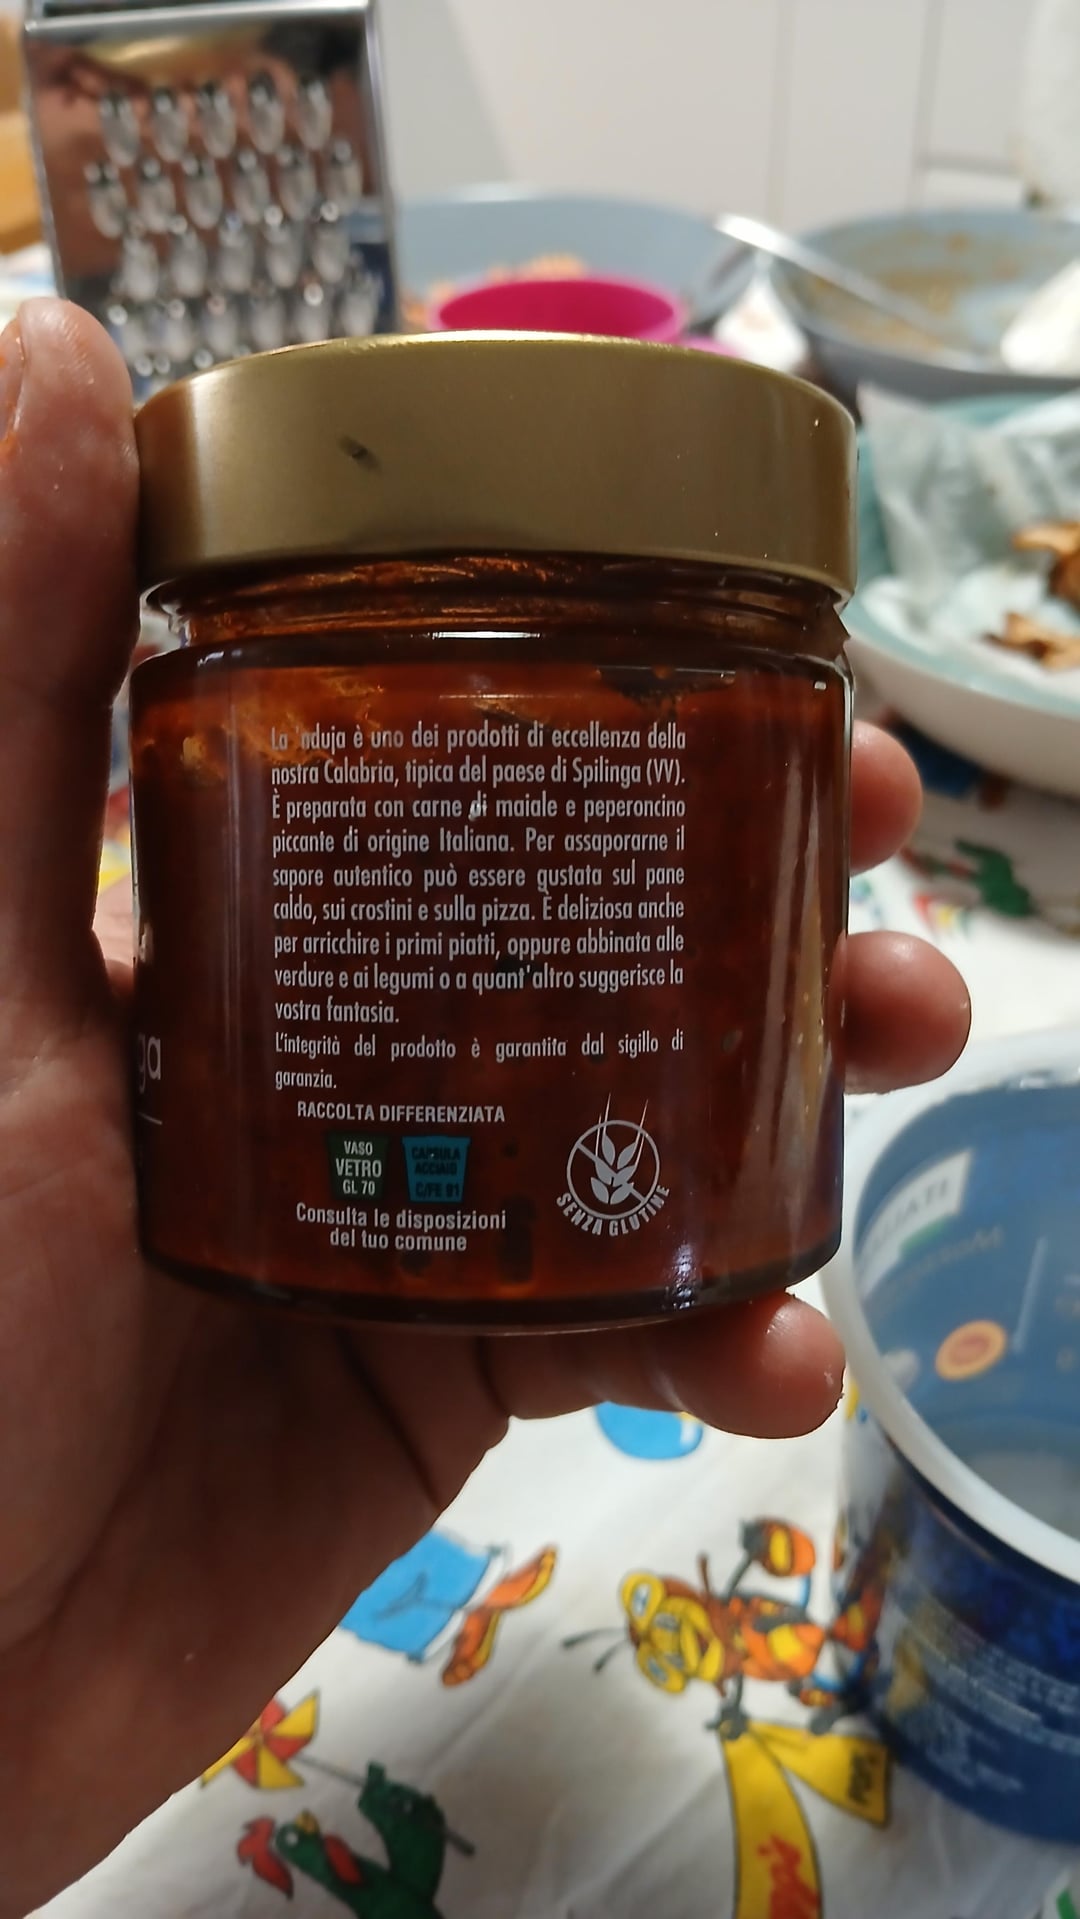 La 'nduja è uno dei prodotti di eccellenza della
nostra Calabria, tipica del paese di Spilinga (VV).
È preparata con carne di maiale e peperoncino
piccante di origine Italiana. Per assaporarne il
sapore autentico può essere gustata sul pane
caldo, sui crostini e sulla pizza. È deliziosa anche
per arricchire i primi piatti, oppure abbinata alle
verdure e ai legumi o a quant'altro suggerisce la
vostra fantasia.
L'integrità del prodotto è garantita dal sigillo di
garanzia.
RACCOLTA DIFFERENZIATA
VASO
VETRO
GL 70
CAPSULA
ACCIAIO
C/FE 91
Consulta le disposizioni
del tuo comune
SENZA GLUTINE
ga